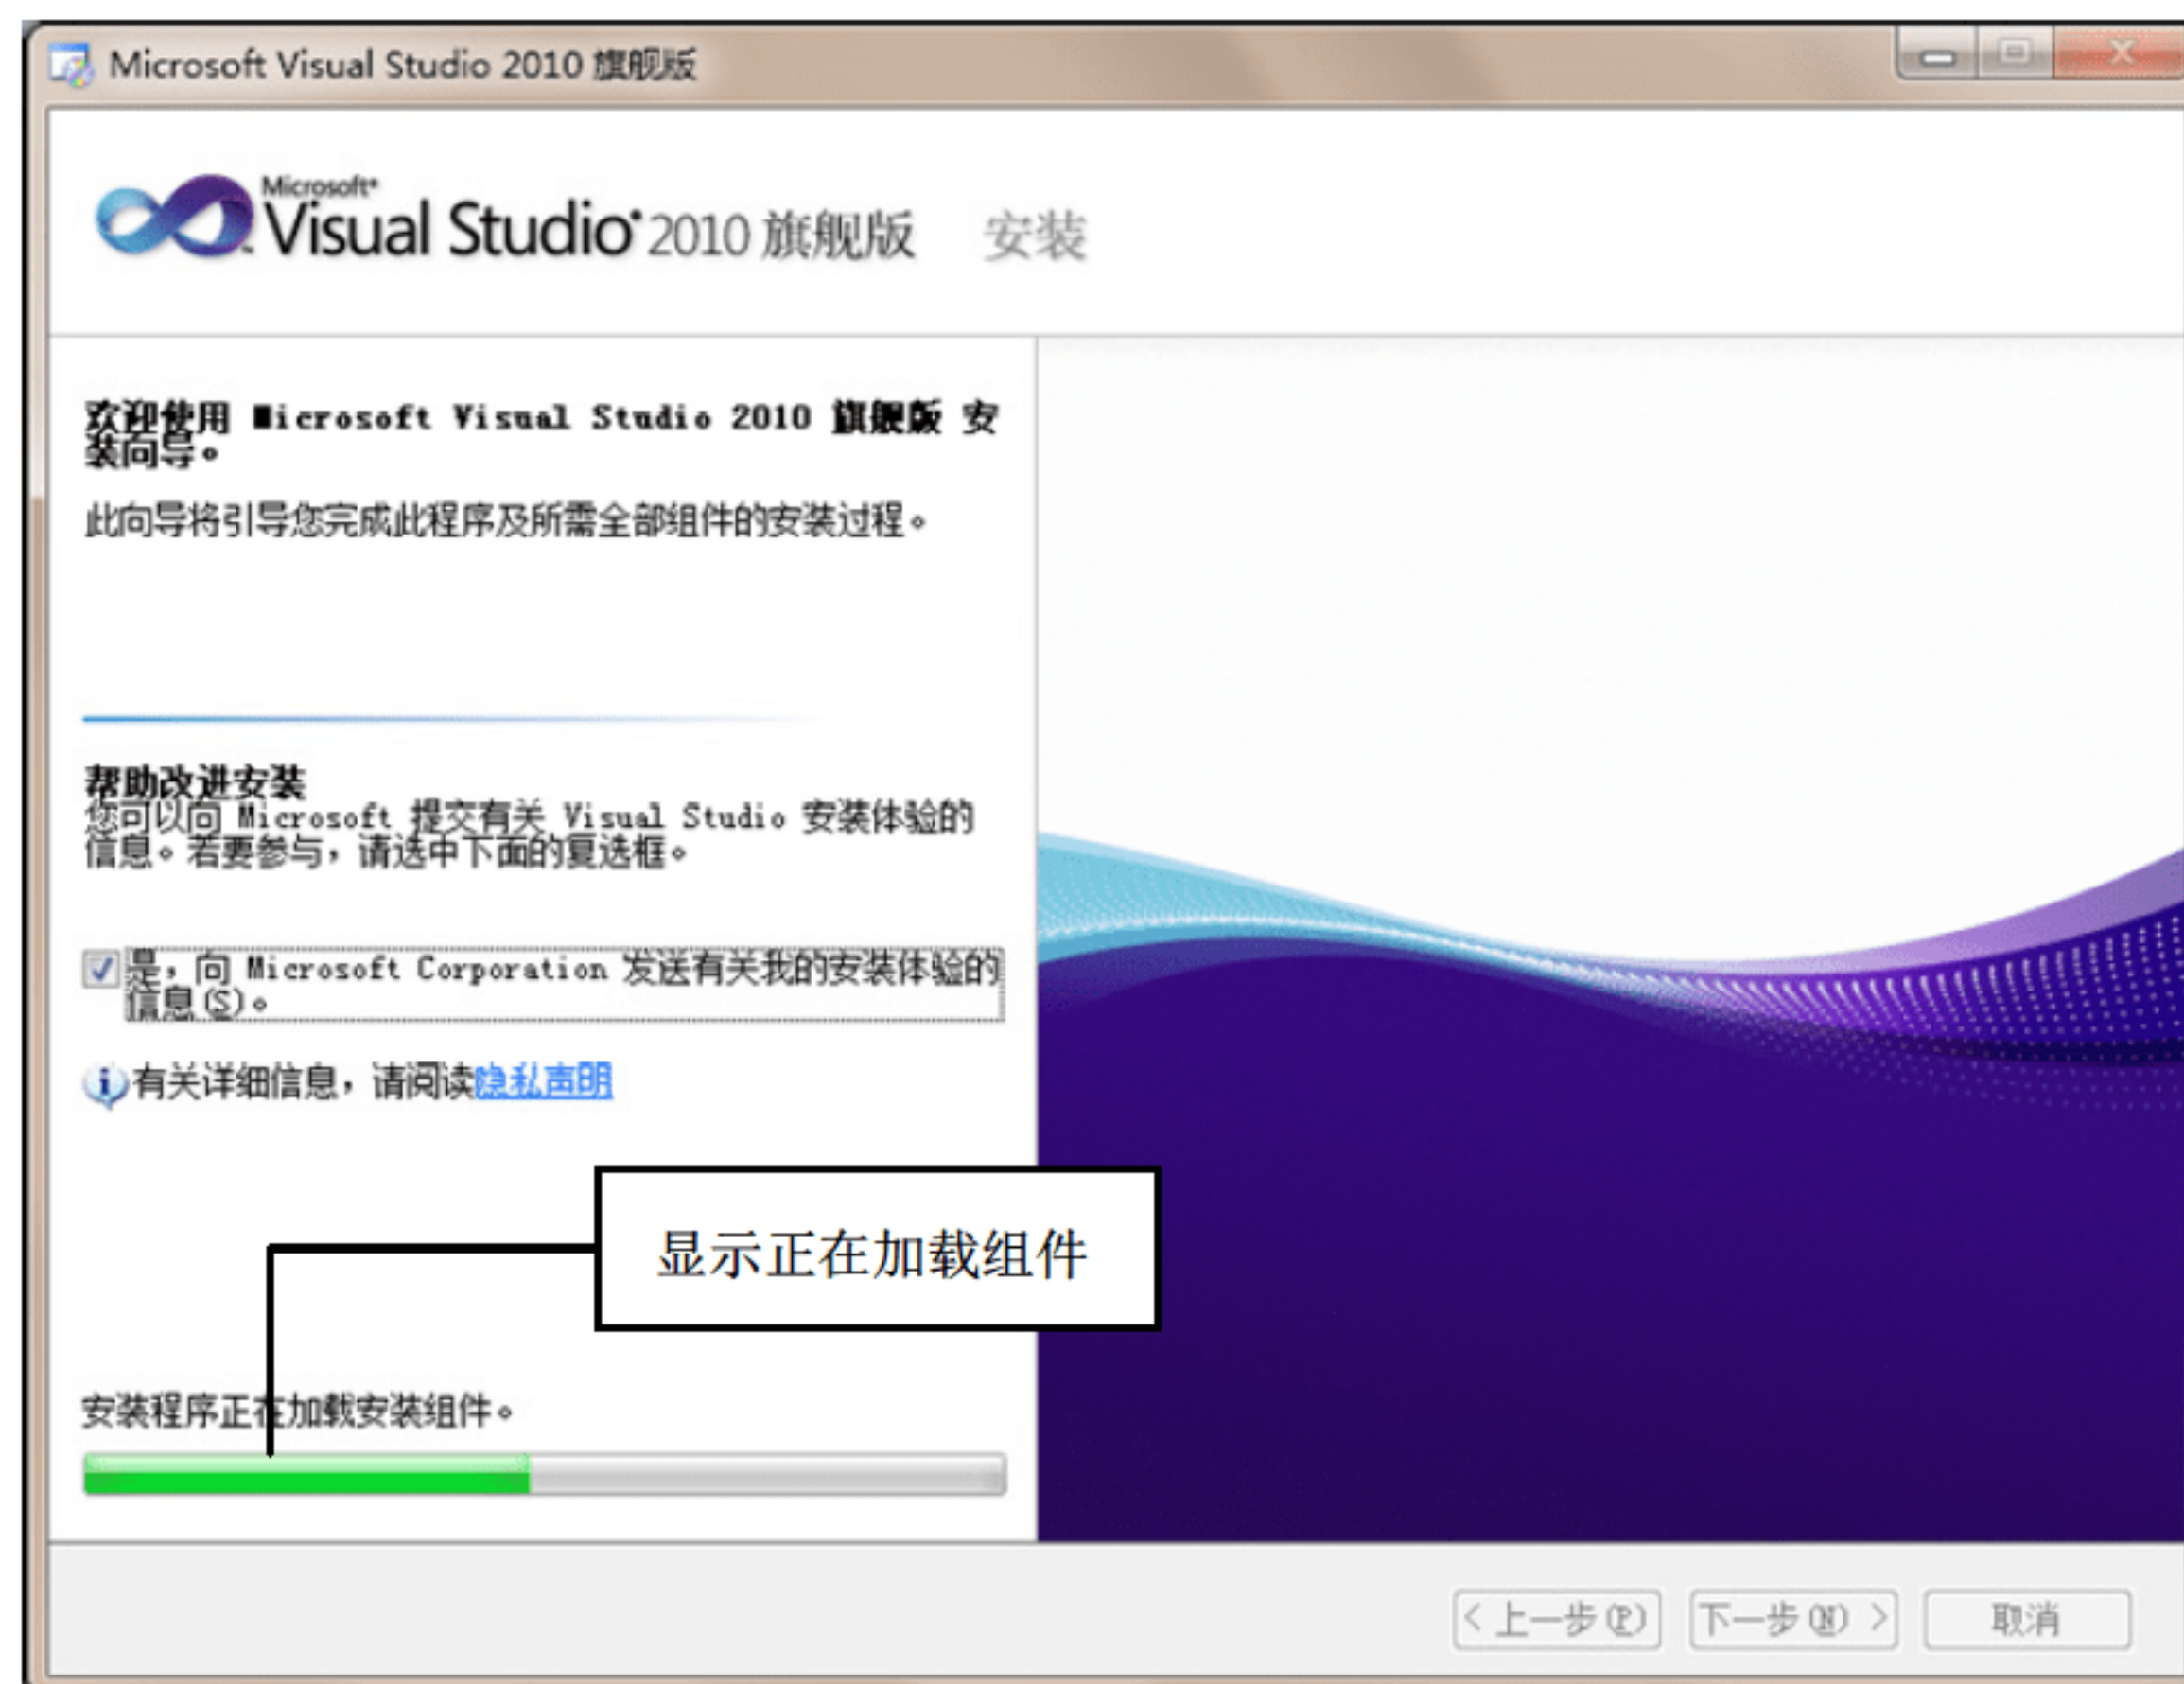 Microsoft Visual Studio 2010 旗舰版
Microsoft®
Visual Studio® 2010 旗舰版 安装
欢迎使用 Microsoft Visual Studio 2010 旗舰版 安
装向导。
此向导将引导您完成此程序及所需全部组件的安装过程。
帮助改进安装
您可以向 Microsoft 提交有关 Visual Studio 安装体验的
信息。若要参与，请选中下面的复选框。
是，向 Microsoft Corporation 发送有关我的安装体验的
信息(S)。
有关详细信息，请阅读隐私声明
显示正在加载组件
安装程序正在加载安装组件。
< 上一步(P) 下一步(N) > 取消